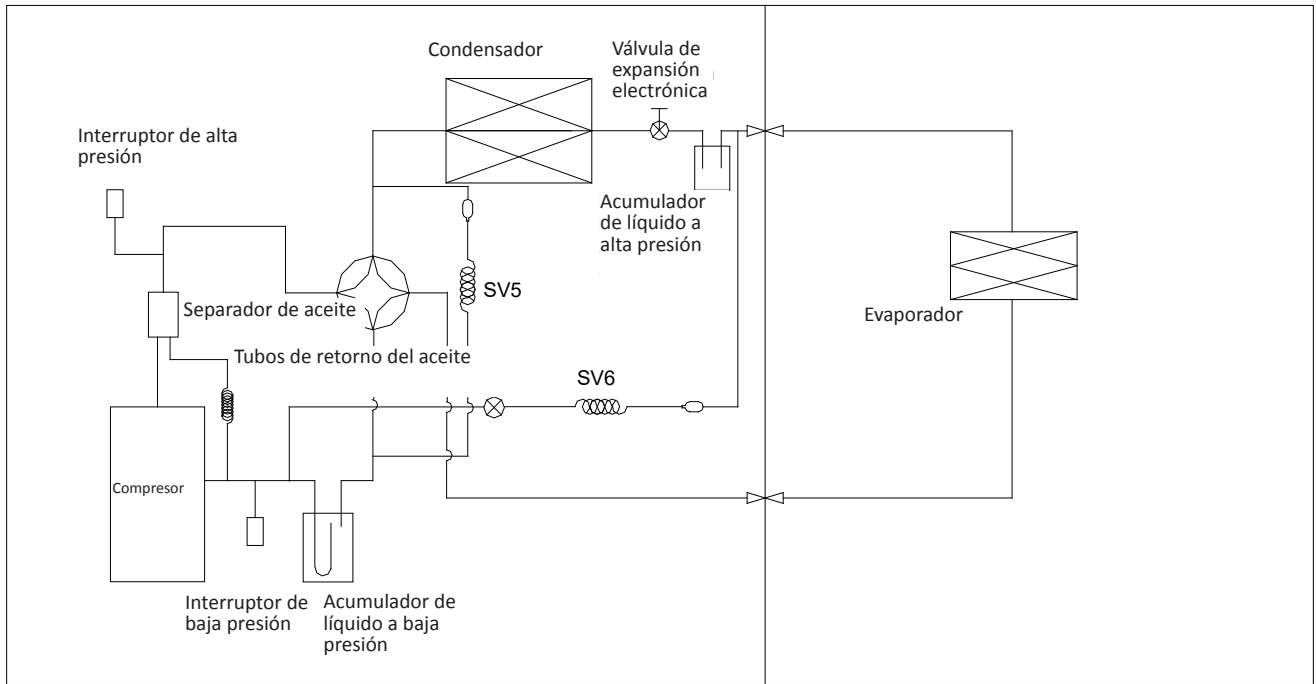 Condensador
Válvula de
expansión
electrónica
Interruptor de alta
presión
Acumulador
de líquido a
alta presión
SV5
Separador de aceite
Evaporador
Tubos de retorno del aceite
SV6
Compresor
Interruptor de
baja presión
Acumulador de
líquido a baja
presión